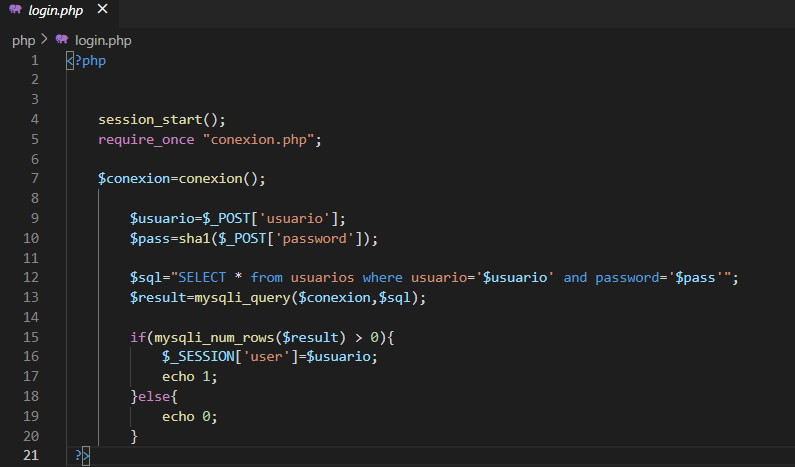 login.php ×
php > login.php
1 <?php
2
3
4 session_start();
5 require_once "conexion.php";
6
7 $conexion=conexion();
8
9 $usuario=$_POST['usuario'];
10 $pass=sha1($_POST['password']);
11
12 $sql="SELECT * from usuarios where usuario='$usuario' and password='$pass'";
13 $result=mysqli_query($conexion,$sql);
14
15 if(mysqli_num_rows($result) > 0){
16 $_SESSION['user']=$usuario;
17 echo 1;
18 }else{
19 echo 0;
20 }
21 ?>